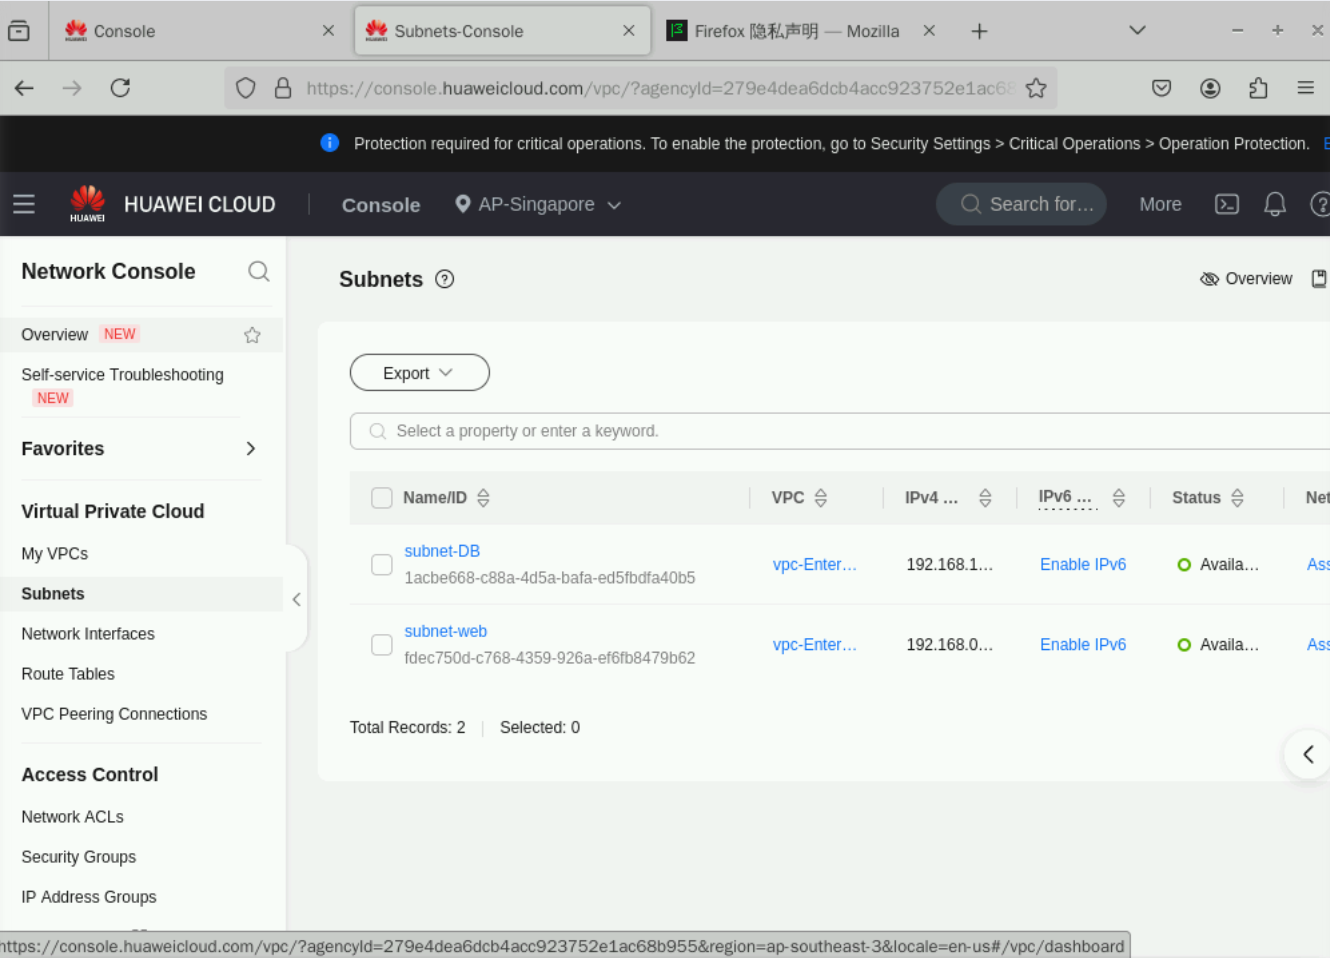 Console
Subnets-Console
Firefox 隐私声明 — Mozilla
https://console.huaweicloud.com/vpc/?agencyId=279e4dea6dcb4acc923752e1ac68
Protection required for critical operations. To enable the protection, go to Security Settings > Critical Operations > Operation Protection.
HUAWEI
HUAWEI CLOUD
Console
AP-Singapore
Search for...
More
Network Console
Overview NEW
Self-service Troubleshooting
NEW
Favorites
Virtual Private Cloud
My VPCs
Subnets
Network Interfaces
Route Tables
VPC Peering Connections
Access Control
Network ACLs
Security Groups
IP Address Groups
Subnets
Overview
Export
Select a property or enter a keyword.
Name/ID VPC IPv4 ... IPv6 ... Status Net
subnet-DB
1acbe668-c88a-4d5a-bafa-ed5fbdfa40b5
vpc-Enter... 192.168.1... Enable IPv6 Availa... Ass
subnet-web
fdec750d-c768-4359-926a-ef6fb8479b62
vpc-Enter... 192.168.0... Enable IPv6 Availa... Ass
Total Records: 2 Selected: 0
https://console.huaweicloud.com/vpc/?agencyId=279e4dea6dcb4acc923752e1ac68b955&region=ap-southeast-3&locale=en-us#/vpc/dashboard